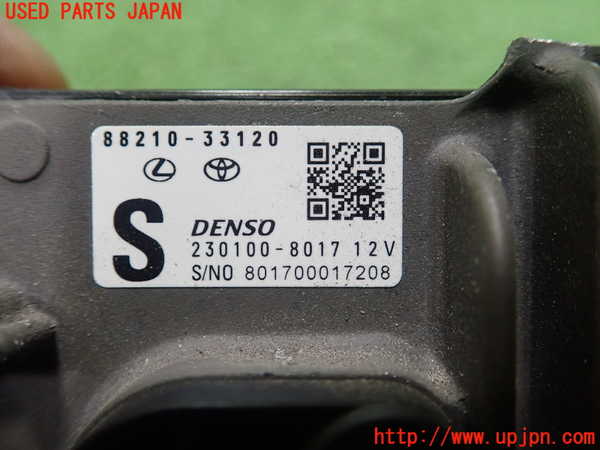 USED PARTS JAPAN
88210-33120
S
DENSO
230100-8017 12V
S/NO 801700017208
http://www.upjpn.com/